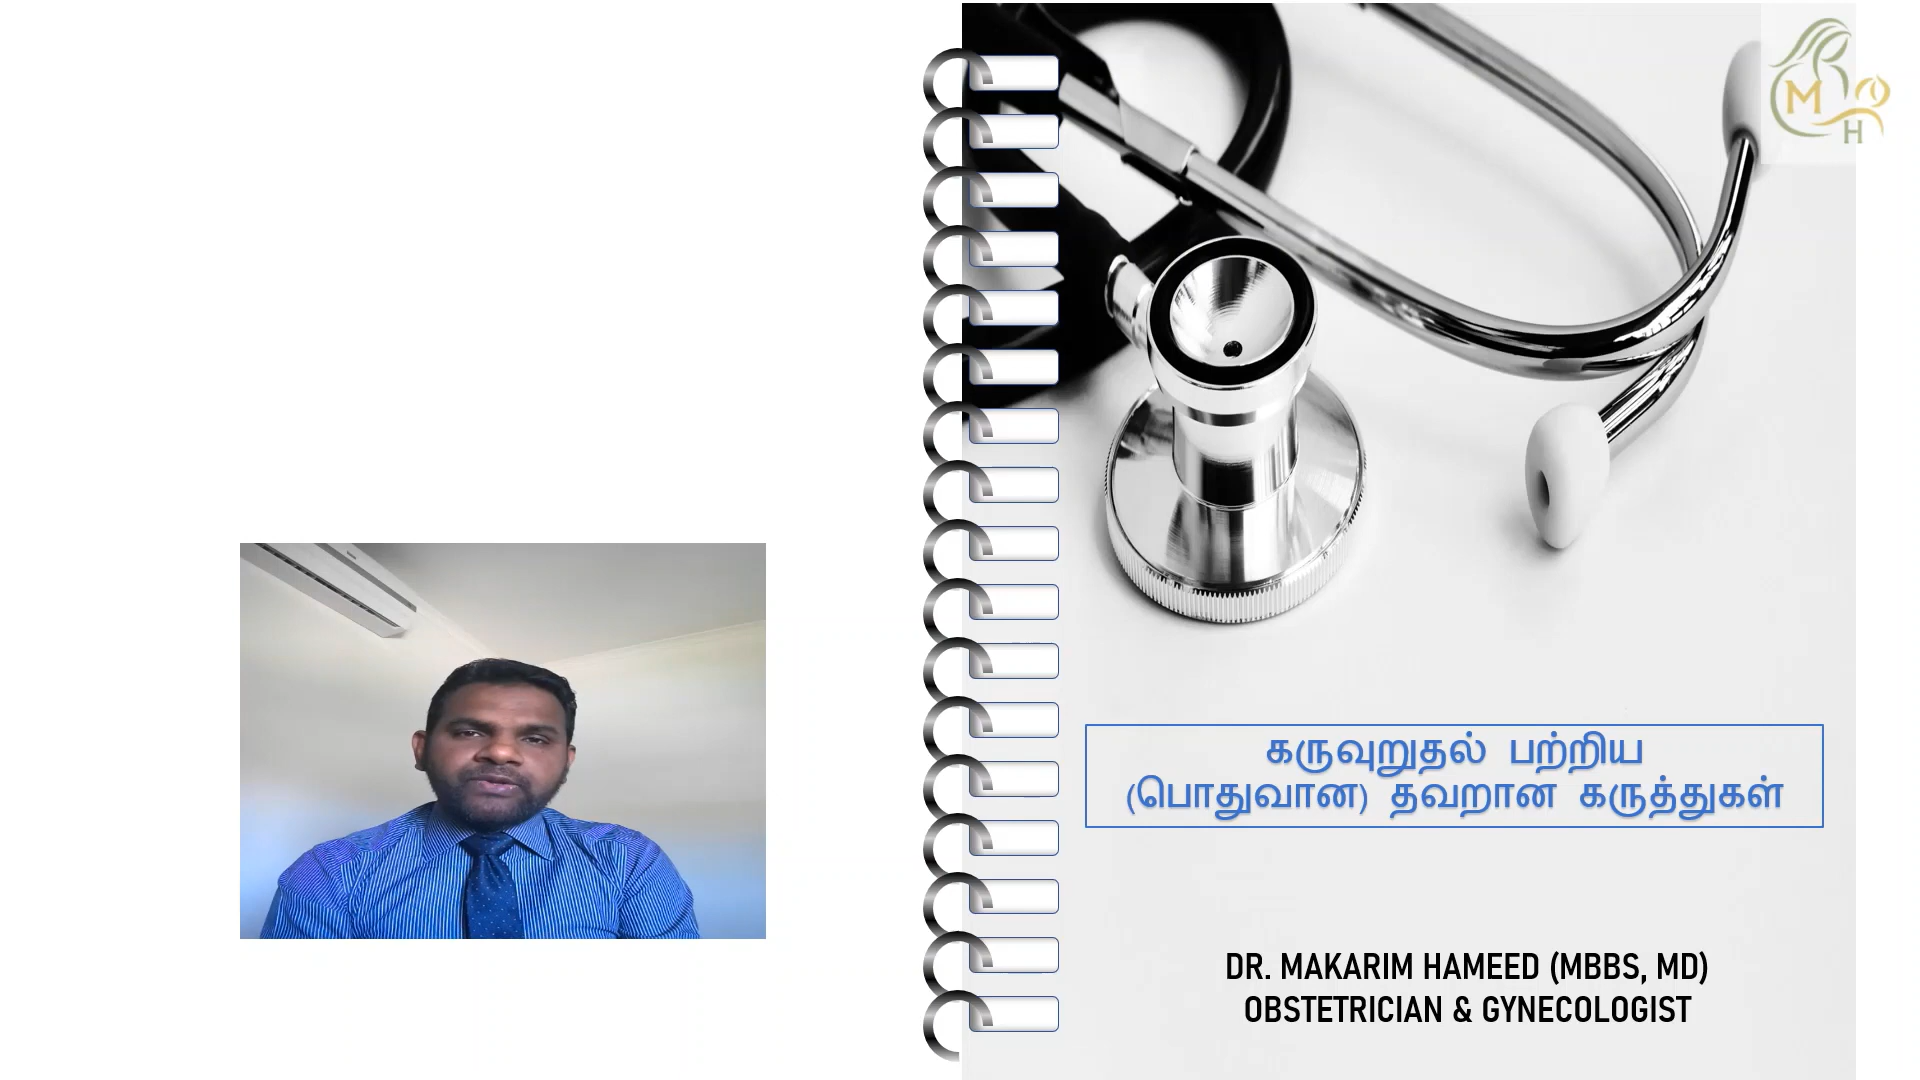 M
H
கருவுறுதல் பற்றிய
(பொதுவான) தவறான கருத்துகள்
DR. MAKARIM HAMEED (MBBS, MD)
OBSTETRICIAN & GYNECOLOGIST